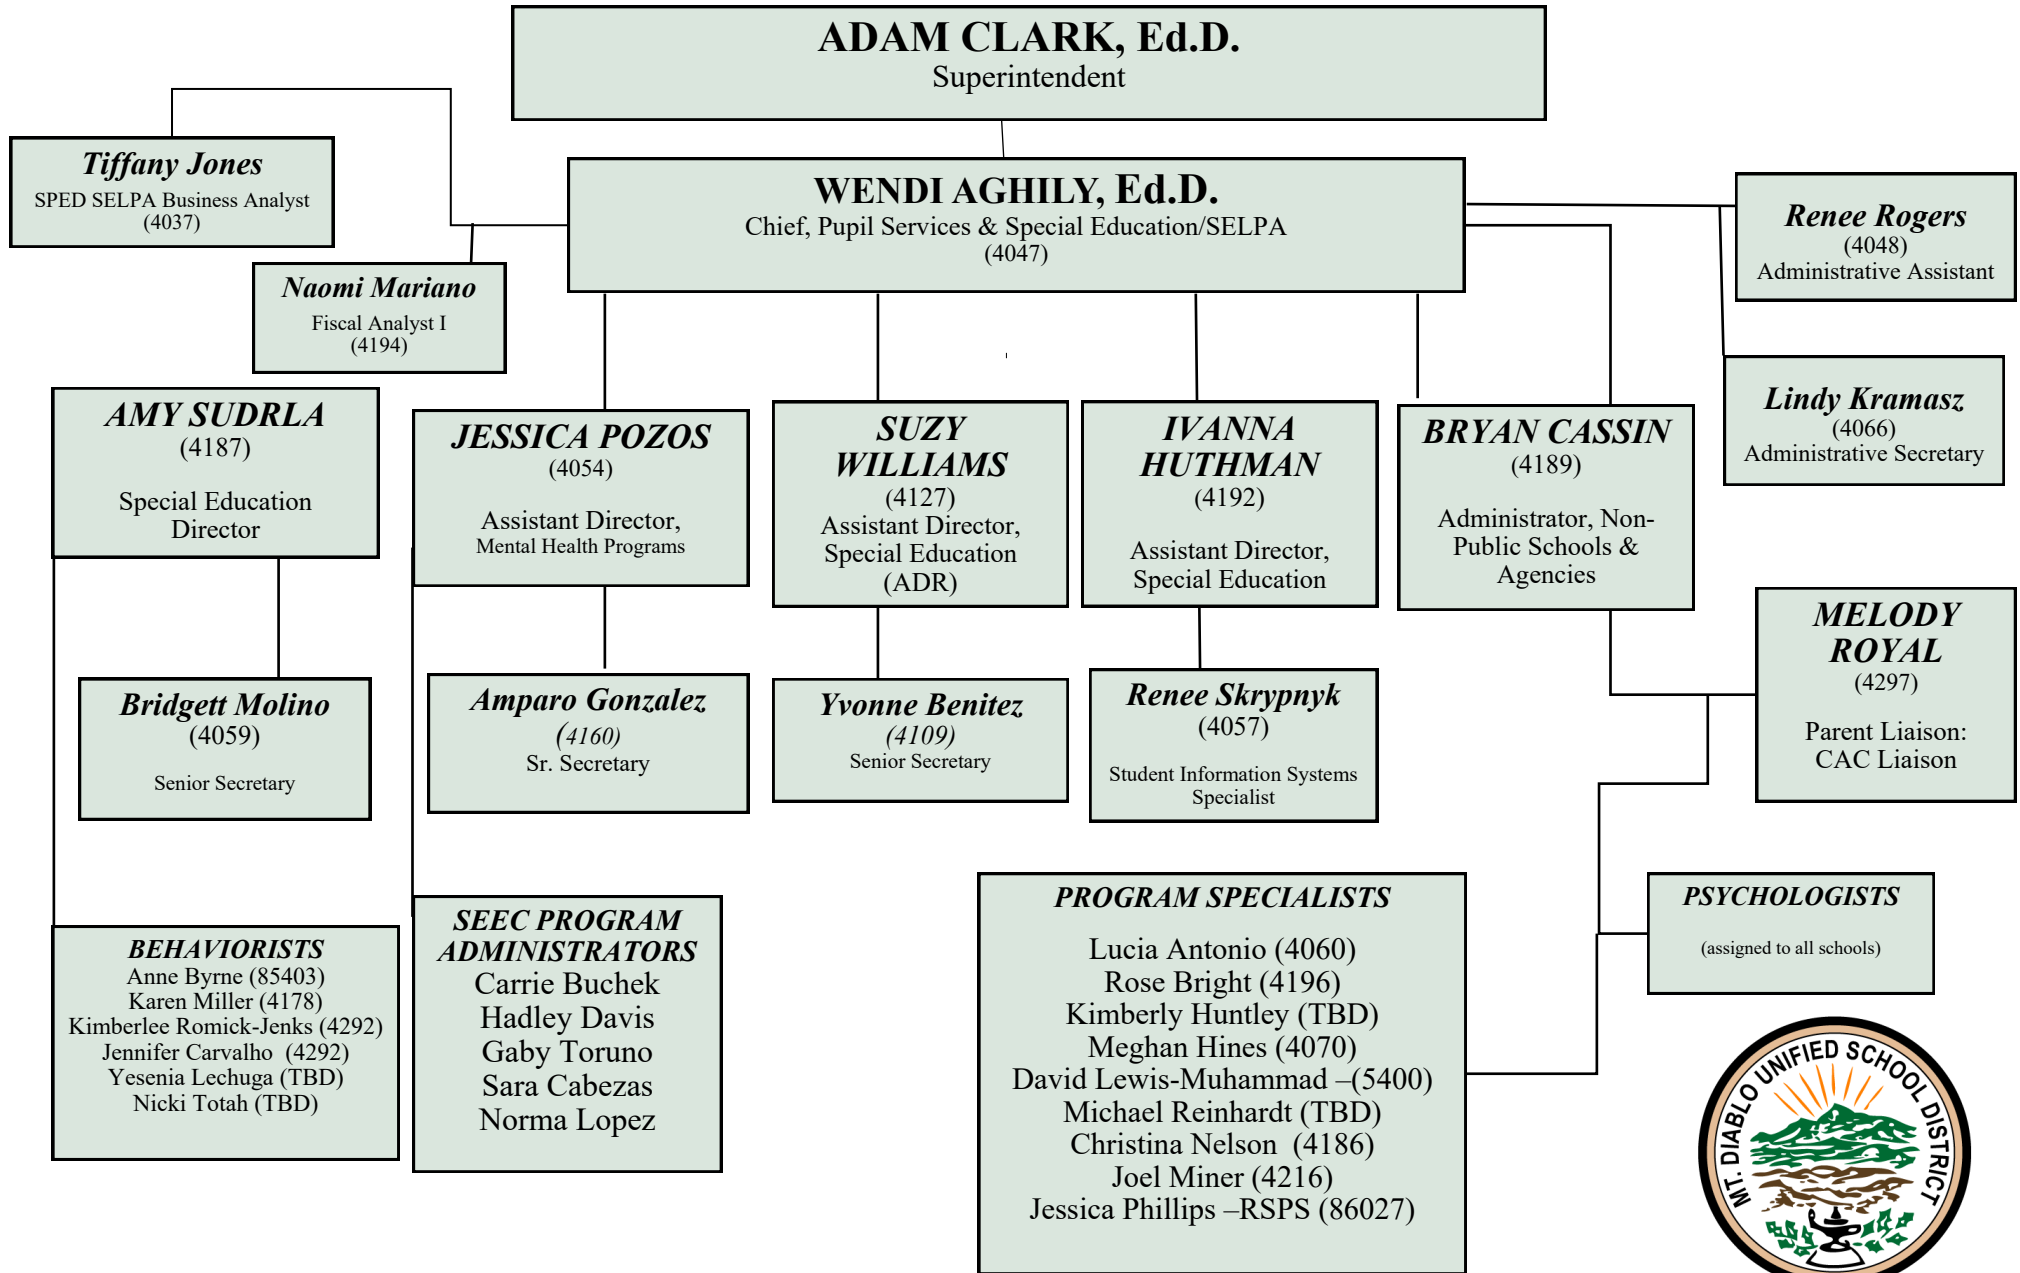 ADAM CLARK, Ed.D.
Superintendent
Tiffany Jones
SPED SELPA Business Analyst
(4037)
WENDI AGHILY, Ed.D.
Chief, Pupil Services & Special Education/SELPA
(4047)
Renee Rogers
(4048)
Administrative Assistant
Naomi Mariano
Fiscal Analyst I
(4194)
Lindy Kramasz
(4066)
Administrative Secretary
AMY SUDRLA
(4187)
Special Education
Director
JESSICA POZOS
(4054)
Assistant Director,
Mental Health Programs
SUZY
WILLIAMS
(4127)
Assistant Director,
Special Education
(ADR)
IVANNA
HUTHMAN
(4192)
Assistant Director,
Special Education
BRYAN CASSIN
(4189)
Administrator, Non-
Public Schools &
Agencies
MELODY
ROYAL
(4297)
Parent Liaison:
CAC Liaison
Bridgett Molino
(4059)
Senior Secretary
Amparo Gonzalez
(4160)
Sr. Secretary
Yvonne Benitez
(4109)
Senior Secretary
Renee Skrypnyk
(4057)
Student Information Systems
Specialist
BEHAVIORISTS
Anne Byrne (85403)
Karen Miller (4178)
Kimberlee Romick-Jenks (4292)
Jennifer Carvalho  (4292)
Yesenia Lechuga (TBD)
Nicki Totah (TBD)
SEEC PROGRAM
ADMINISTRATORS
Carrie Buchek
Hadley Davis
Gaby Toruno
Sara Cabezas
Norma Lopez
PROGRAM SPECIALISTS
Lucia Antonio (4060)
Rose Bright (4196)
Kimberly Huntley (TBD)
Meghan Hines (4070)
David Lewis-Muhammad –(5400)
Michael Reinhardt (TBD)
Christina Nelson  (4186)
Joel Miner (4216)
Jessica Phillips –RSPS (86027)
PSYCHOLOGISTS
(assigned to all schools)
MT. DIABLO UNIFIED SCHOOL DISTRICT